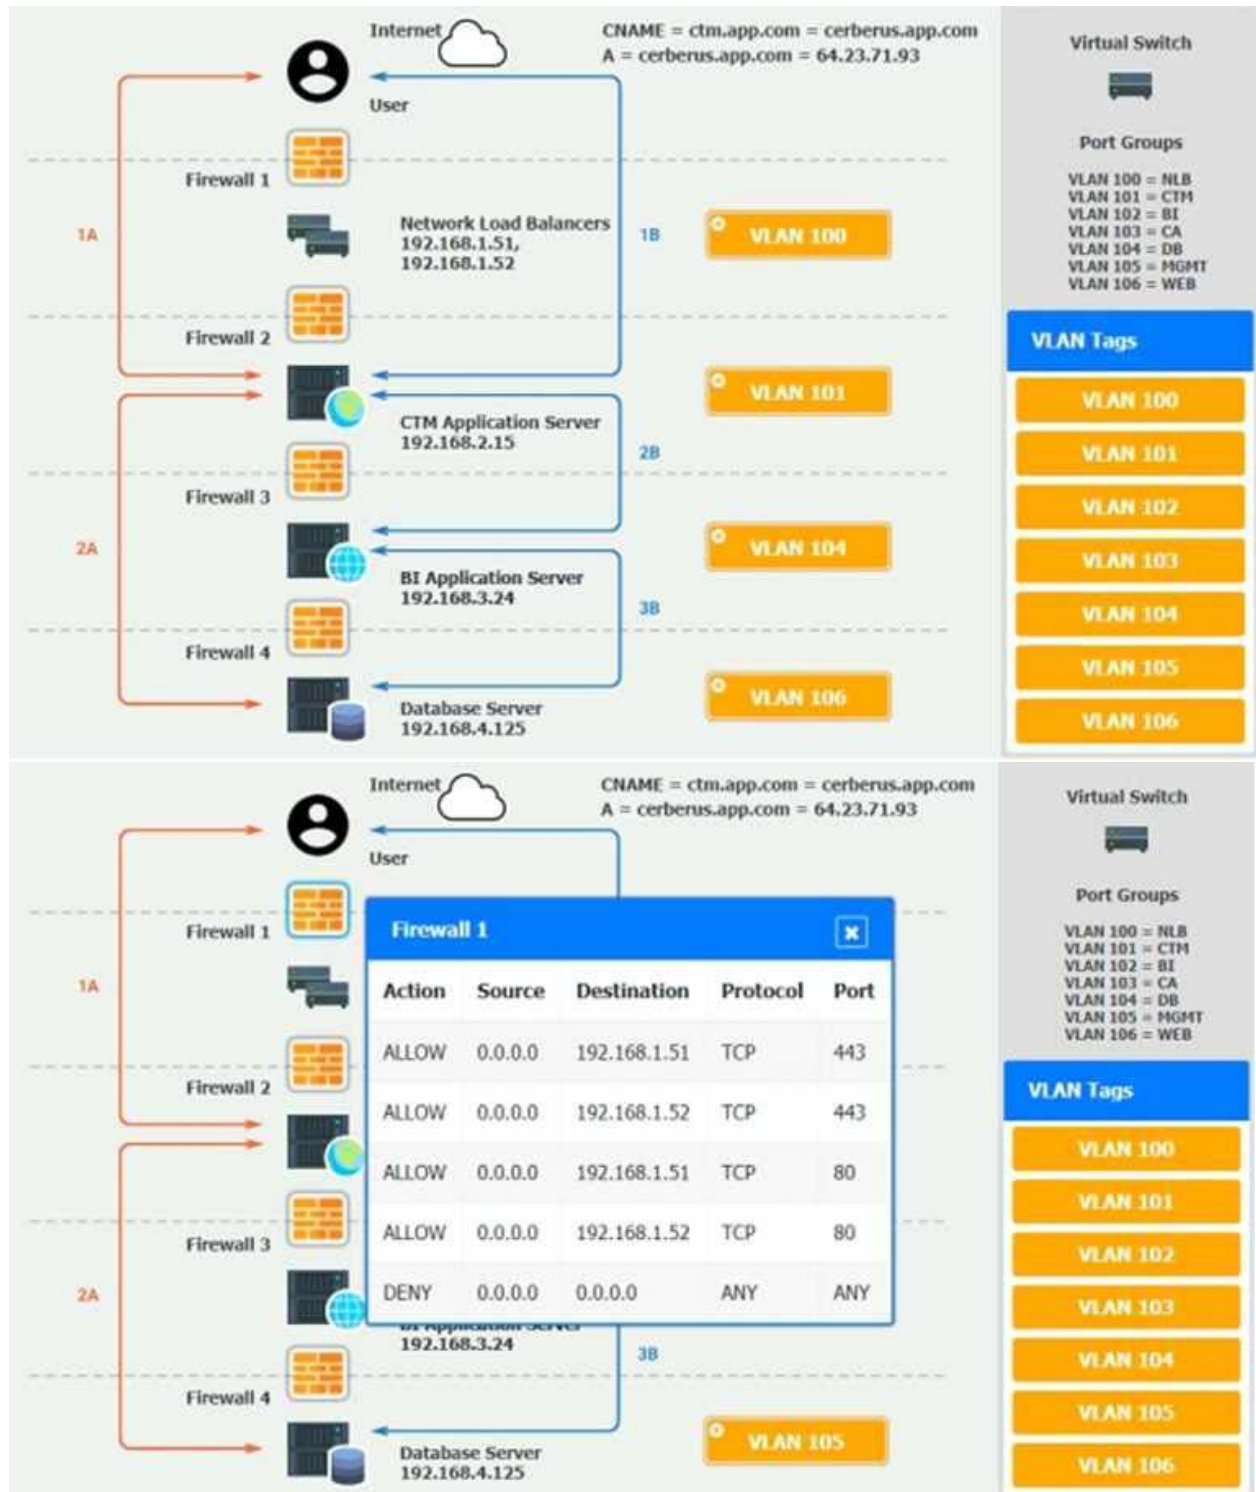 Internet
CNAME = ctm.app.com = cerberus.app.com
A = cerberus.app.com = 64.23.71.93
User
Firewall 1
1A
Network Load Balancers
192.168.1.51,
192.168.1.52
1B
VLAN 100
Firewall 2
CTM Application Server
192.168.2.15
VLAN 101
2B
Firewall 3
2A
BI Application Server
192.168.3.24
VLAN 104
3B
Firewall 4
Database Server
192.168.4.125
VLAN 106
Virtual Switch
Port Groups
VLAN 100 = NLB
VLAN 101 = CTM
VLAN 102 = BI
VLAN 103 = CA
VLAN 104 = DB
VLAN 105 = MGMT
VLAN 106 = WEB
VLAN Tags
VLAN 100
VLAN 101
VLAN 102
VLAN 103
VLAN 104
VLAN 105
VLAN 106
Internet
CNAME = ctm.app.com = cerberus.app.com
A = cerberus.app.com = 64.23.71.93
User
Firewall 1
1A
Firewall 2
Firewall 3
2A
Firewall 1
Action Source Destination Protocol Port
ALLOW 0.0.0.0 192.168.1.51 TCP 443
ALLOW 0.0.0.0 192.168.1.52 TCP 443
ALLOW 0.0.0.0 192.168.1.51 TCP 80
ALLOW 0.0.0.0 192.168.1.52 TCP 80
DENY 0.0.0.0 0.0.0.0 ANY ANY
BI Application Server
192.168.3.24
3B
Firewall 4
Database Server
192.168.4.125
VLAN 105
Virtual Switch
Port Groups
VLAN 100 = NLB
VLAN 101 = CTM
VLAN 102 = BI
VLAN 103 = CA
VLAN 104 = DB
VLAN 105 = MGMT
VLAN 106 = WEB
VLAN Tags
VLAN 100
VLAN 101
VLAN 102
VLAN 103
VLAN 104
VLAN 105
VLAN 106